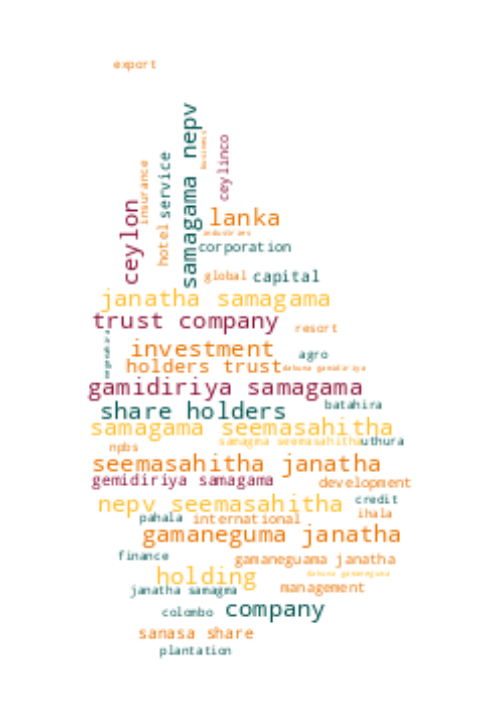 export
samagama nepv
business
ceylinco
service
insurance
ceylon
hotel
lanka
industries
corporation
global capital
janatha samagama
trust company
resort
investment
agro
holders trust
dakuna gamidiriya
gamidiriya samagama
batahira
share holders
samagama seemasahitha
samagma seemasahitha
uthura
npbs
seemasahitha janatha
gemidiriya samagama
development
credit
nepv seemasahitha
ihala
pahala international
gamaneguma janatha
finance
gamaneguama janatha
holding
dakuna gamaneguma
janatha samagma
management
colombo company
sanasa share
plantation